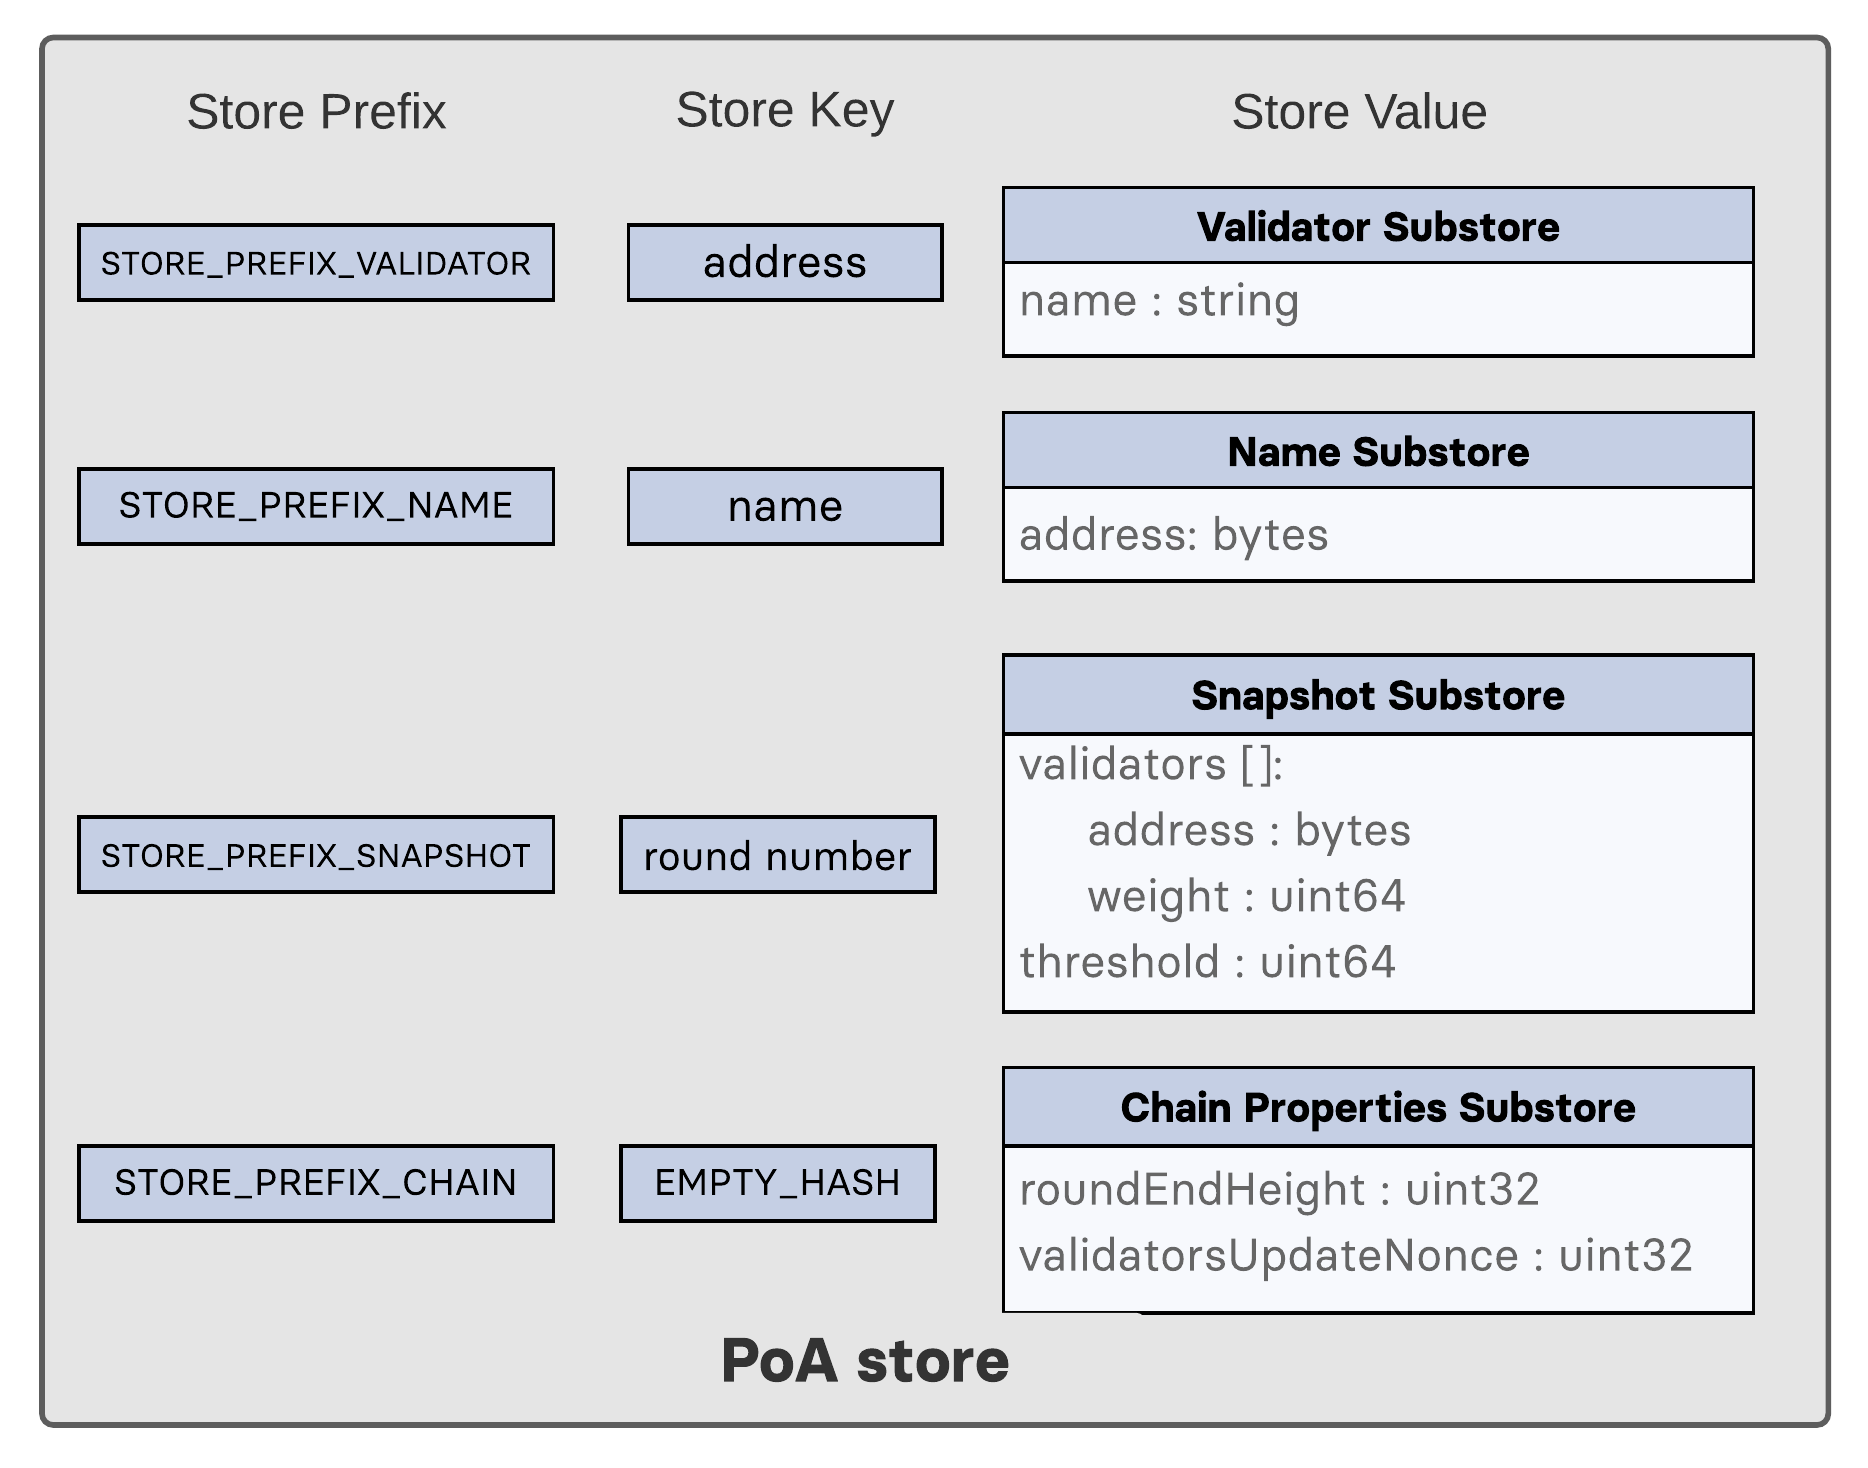 Store Prefix Store Key Store Value
STORE_PREFIX_VALIDATOR address Validator Substore
name : string
STORE_PREFIX_NAME name Name Substore
address: bytes
STORE_PREFIX_SNAPSHOT round number Snapshot Substore
validators []:
address : bytes
weight : uint64
threshold : uint64
STORE_PREFIX_CHAIN EMPTY_HASH Chain Properties Substore
roundEndHeight : uint32
validatorsUpdateNonce : uint32
PoA store